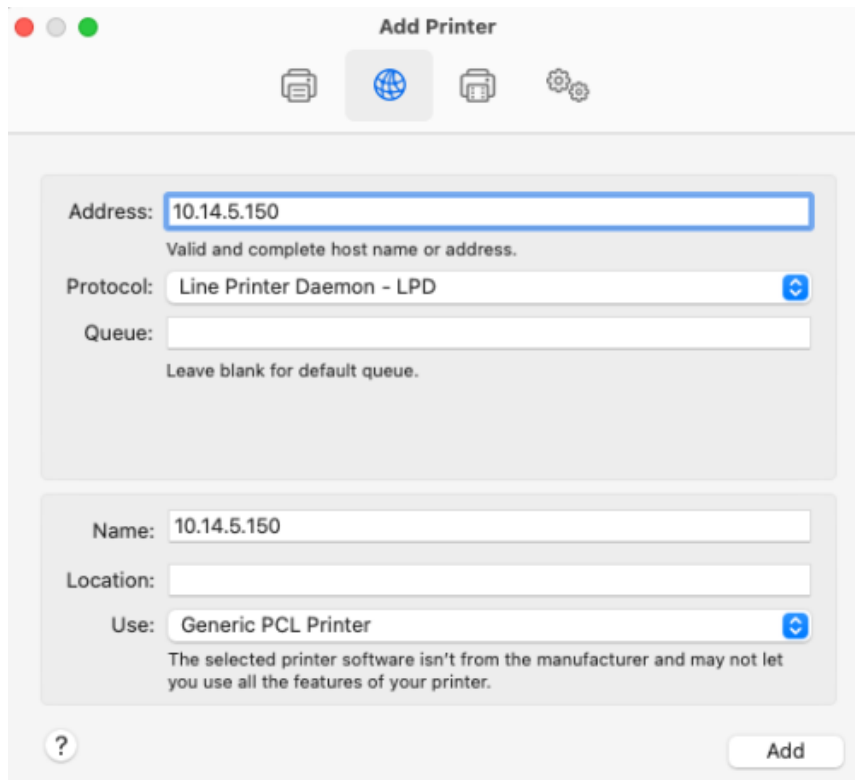 Add Printer
Address: 10.14.5.150
Valid and complete host name or address.
Protocol: Line Printer Daemon - LPD
Queue:
Leave blank for default queue.
Name: 10.14.5.150
Location:
Use: Generic PCL Printer
The selected printer software isn't from the manufacturer and may not let
you use all the features of your printer.
? Add